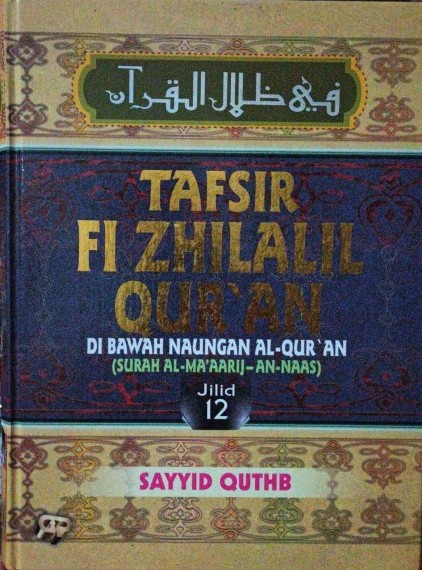 في ظلال القرآن
TAFSIR
FI ZHILALIL
QUR`AN
DI BAWAH NAUNGAN AL-QUR`AN
(SURAH AL-MA'AARIJ–AN-NAAS)
Jilid
12
SAYYID QUTHB